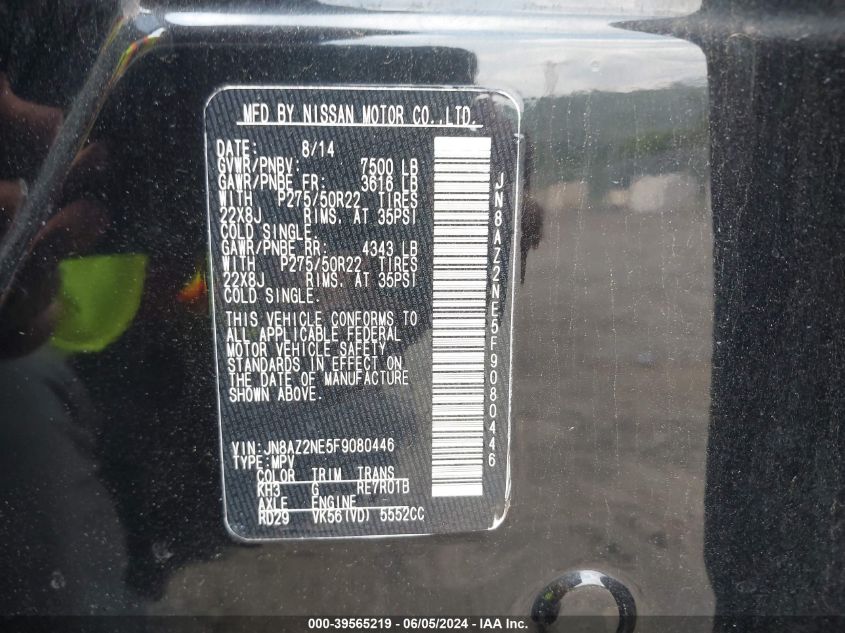 MFD BY NISSAN MOTOR CO.,LTD.
DATE: 8/14
GVWR/PNBV: 7500 LB
GAWR/PNBE FR: 3616 LB
WITH P275/50R22 TIRES
22X8J RIMS. AT 35PSI
COLD SINGLE.
GAWR/PNBE RR: 4343 LB
WITH P275/50R22 TIRES
22X8J RIMS. AT 35PSI
COLD SINGLE.
THIS VEHICLE CONFORMS TO
ALL APPLICABLE FEDERAL
MOTOR VEHICLE SAFETY
STANDARDS IN EFFECT ON
THE DATE OF MANUFACTURE
SHOWN ABOVE.
VIN:JN8AZ2NE5F9080446
TYPE:MPV
COLOR TRIM TRANS
KH3 G RE7R01B
AXLE ENGINE
RD29 VK56(VD) 5552CC
JN8AZ2NE5F9080446
000-39565219 - 06/05/2024 - IAA Inc.